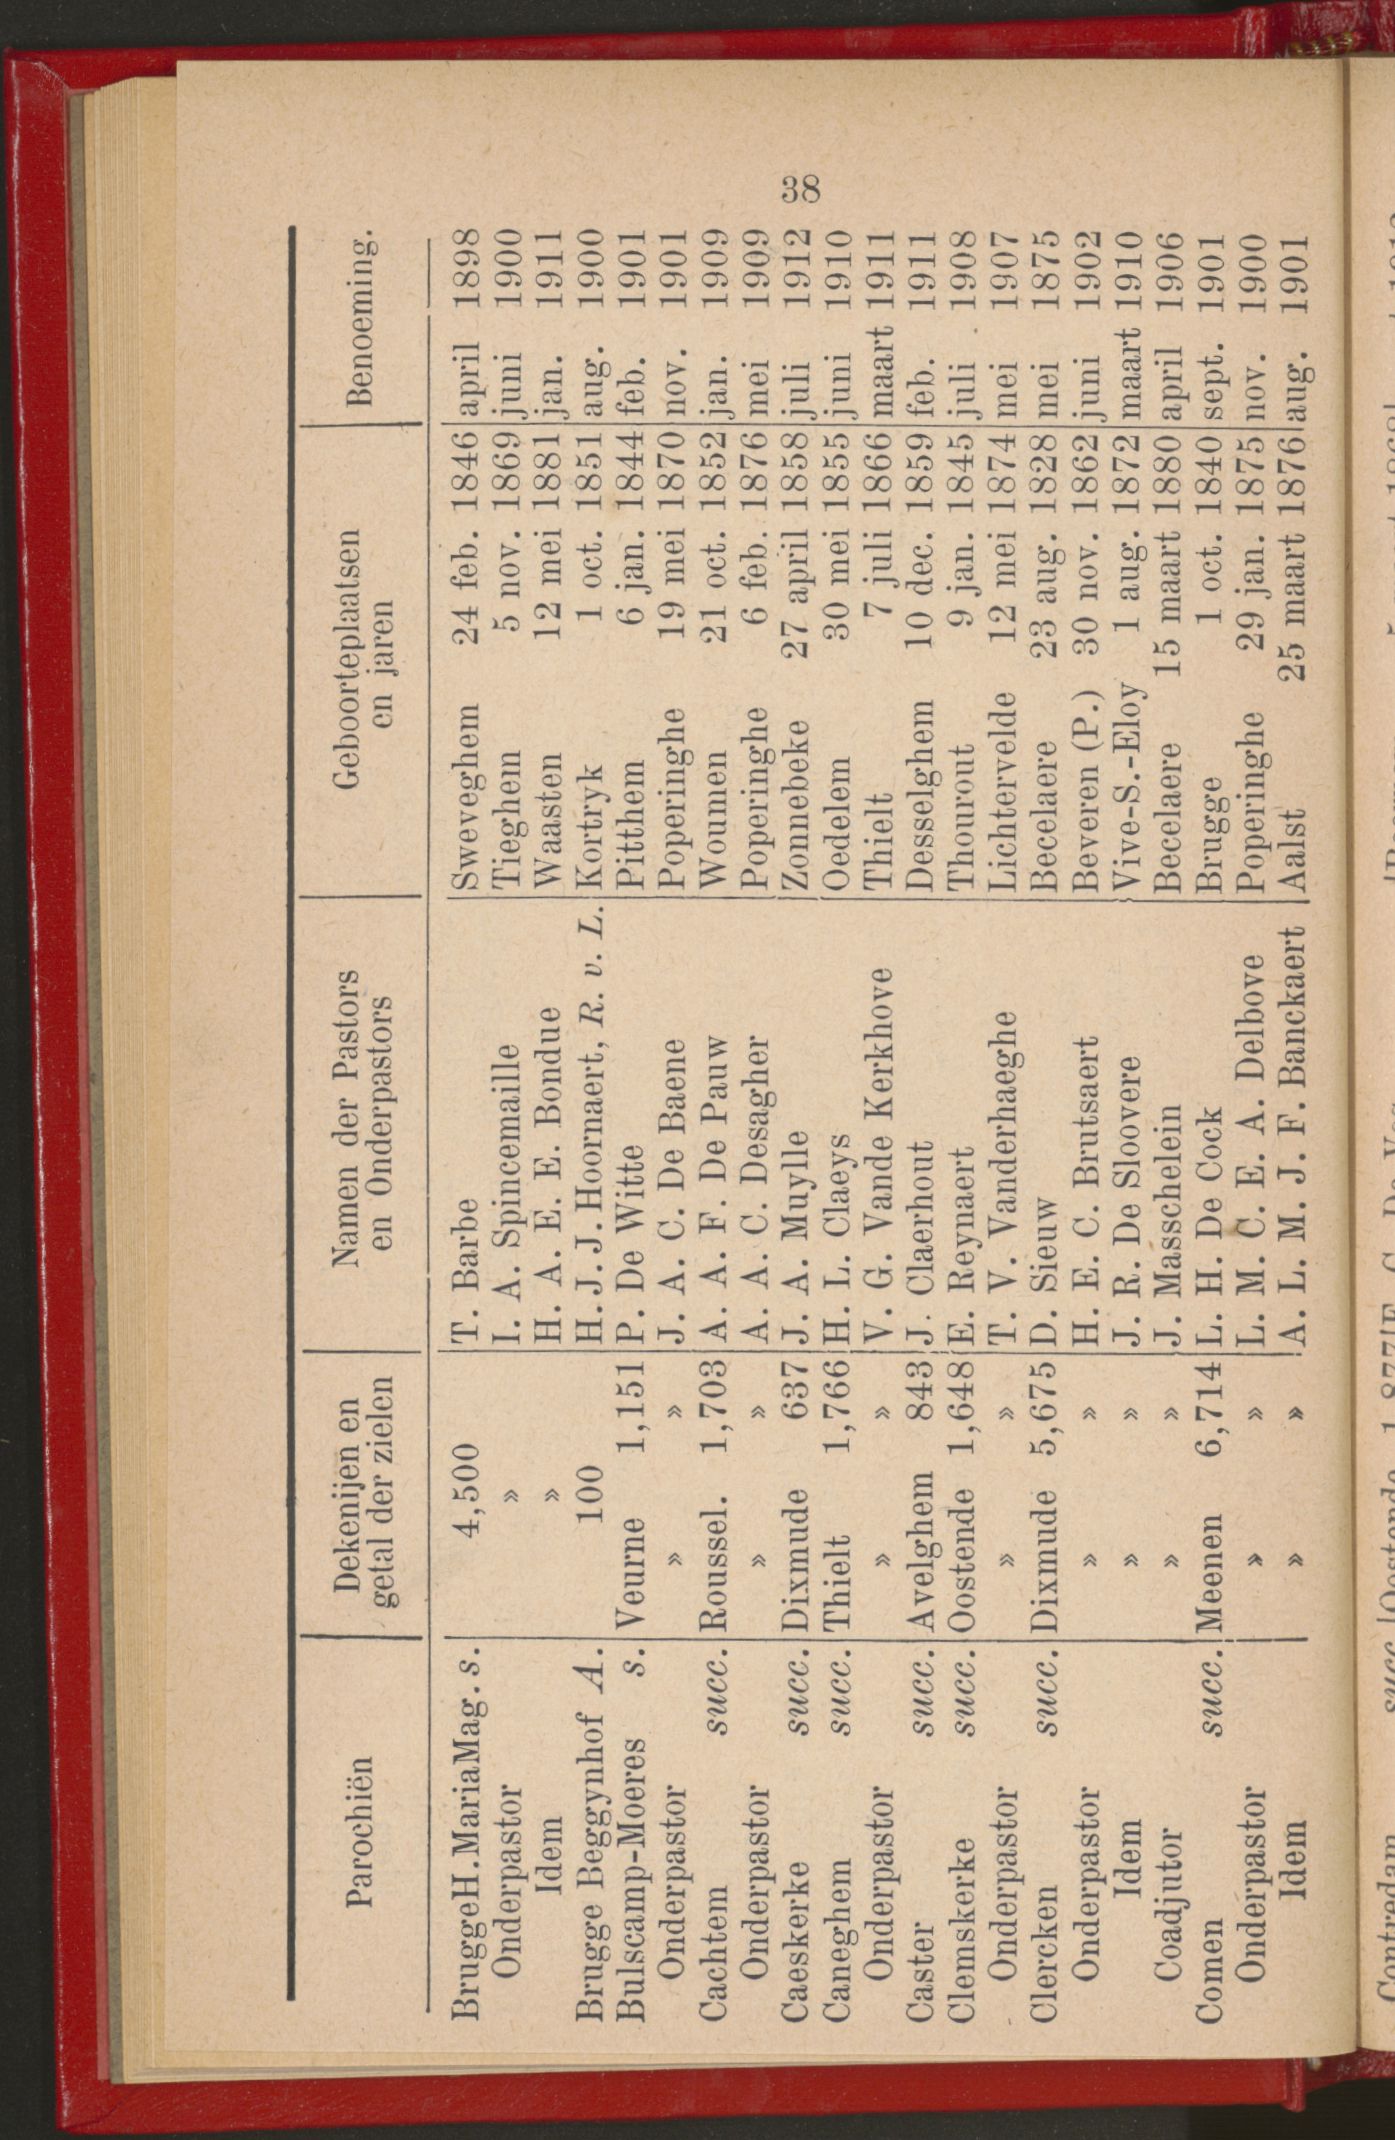 38
Parochiën | Dekenijen en getal der zielen | Namen der Pastors en Onderpastors | Geboorteplaatsen en jaren | Benoeming.
Brugge H. Maria Mag. s. | 4,500 | T. Barbe | Sweveghem 24 feb. 1846 | april 1898
Onderpastor | » | I. A. Spincemaille | Tieghem 5 nov. 1869 | juni 1900
Idem | » | H. A. E. E. Bondue | Waasten 12 mei 1881 | jan. 1911
Brugge Beggynhof A. | 100 | H. J. J. Hoornaert, R. v. L. | Kortryk 1 oct. 1851 | aug. 1900
Bulscamp-Moeres s. | Veurne 1,151 | P. De Witte | Pitthem 6 jan. 1844 | feb. 1901
Onderpastor | » » | J. A. C. De Baene | Poperinghe 19 mei 1870 | nov. 1901
Cachtem succ. | Roussel. 1,703 | A. A. F. De Pauw | Woumen 21 oct. 1852 | jan. 1909
Onderpastor | » » | A. A. C. Desagher | Poperinghe 6 feb. 1876 | mei 1909
Caeskerke succ. | Dixmude 637 | J. A. Muylle | Zonnebeke 27 april 1858 | juli 1912
Caneghem succ. | Thielt 1,766 | H. L. Claeys | Oedelem 30 mei 1855 | juni 1910
Onderpastor | » » | V. G. Vande Kerkhove | Thielt 7 juli 1866 | maart 1911
Caster succ. | Avelghem 843 | J. Claerhout | Desselghem 10 dec. 1859 | feb. 1911
Clemskerke succ. | Oostende 1,648 | E. Reynaert | Thourout 9 jan. 1845 | juli 1908
Onderpastor | » » | T. V. Vanderhaeghe | Lichtervelde 12 mei 1874 | mei 1907
Clercken succ. | Dixmude 5,675 | D. Sieuw | Becelaere 23 aug. 1828 | mei 1875
Onderpastor | » » | H. E. C. Brutsaert | Beveren (P.) 30 nov. 1862 | juni 1902
Idem | » » | J. R. De Sloovere | Vive-S.-Eloy 1 aug. 1872 | maart 1910
Coadjutor | » » | J. Masschelein | Becelaere 15 maart 1880 | april 1906
Comen succ. | Meenen 6,714 | L. H. De Cock | Brugge 1 oct. 1840 | sept. 1901
Onderpastor | » » | L. M. C. E. A. Delbove | Poperinghe 29 jan. 1875 | nov. 1900
Idem | » » | A. L. M. J. F. Banckaert | Aalst 25 maart 1876 | aug. 1901